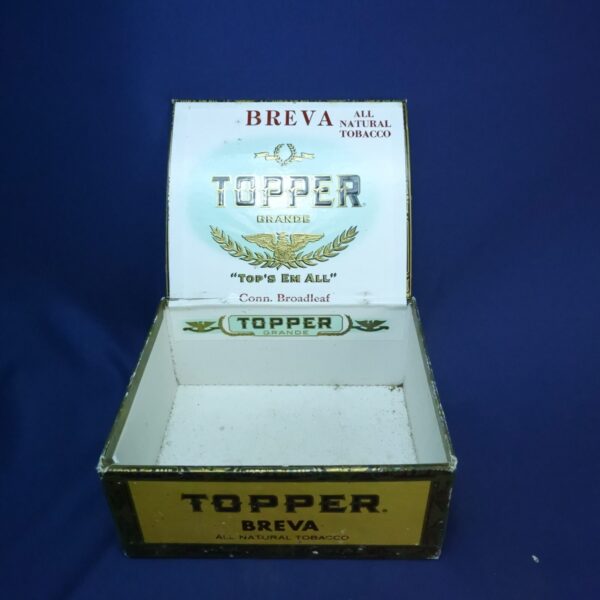 BREVA
ALL
NATURAL
TOBACCO
TOPPER
GRANDE
"TOP'S EM ALL"
Conn. Broadleaf
TOPPER
GRANDE
TOPPER.
BREVA
ALL NATURAL TOBACCO